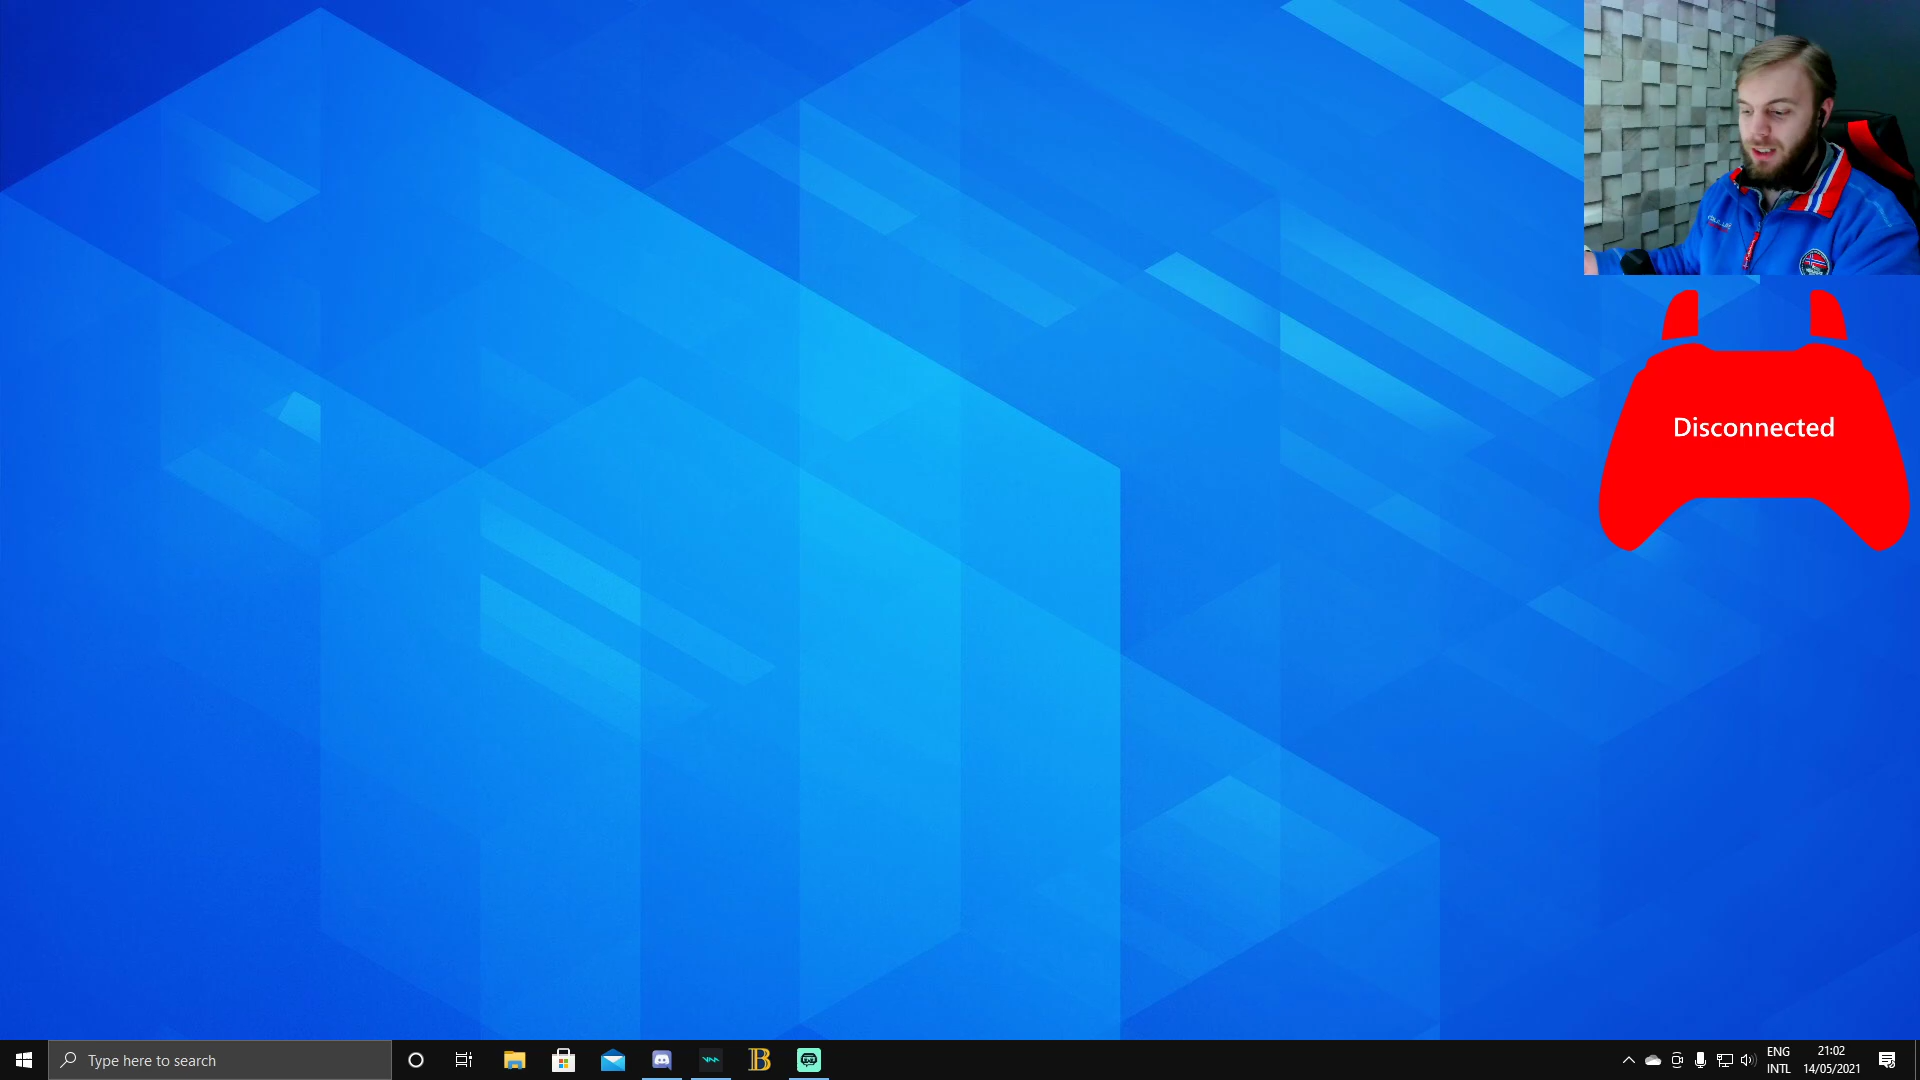 Disconnected
Type here to search
B
ENG
INTL
21:02
14/05/2021